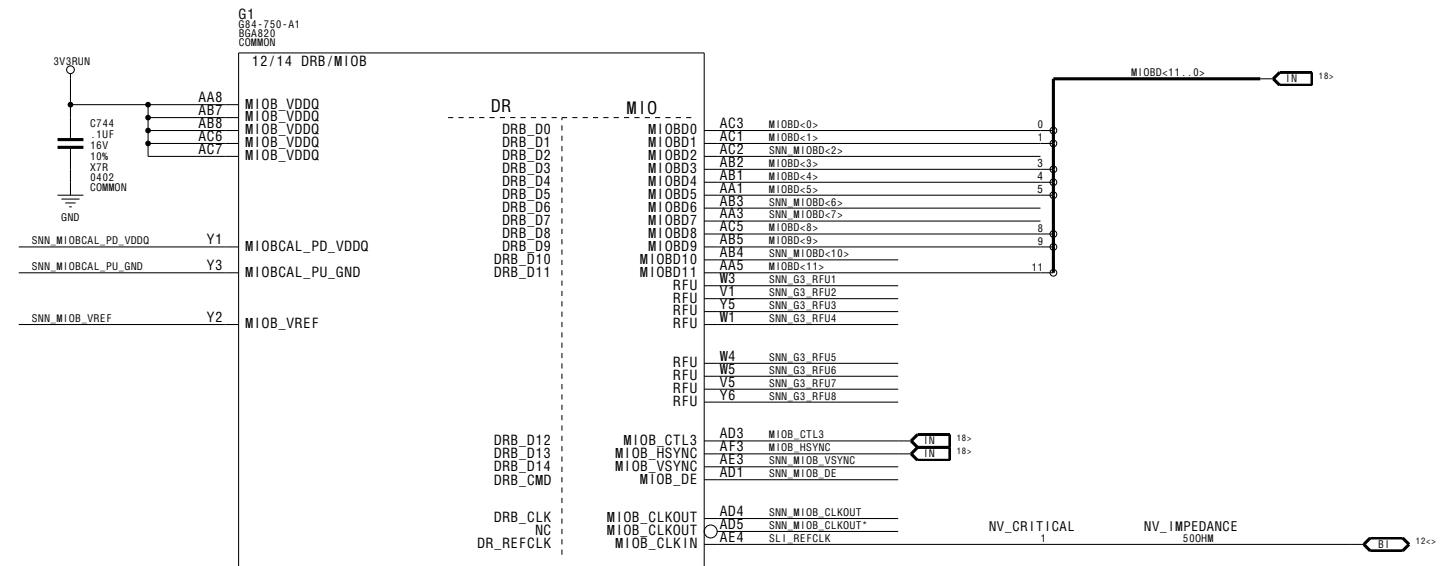 G1
G84-750-A1
BGA820
COMMON
12/14 DRB/MIOB
3V3RUN
C744
.1UF
16V
10%
X7R
0402
COMMON
GND
AA8 MIOB_VDDQ
AB7 MIOB_VDDQ
AB8 MIOB_VDDQ
AC6 MIOB_VDDQ
AC7 MIOB_VDDQ
SNN_MIOBCAL_PD_VDDQ Y1 MIOBCAL_PD_VDDQ
SNN_MIOBCAL_PU_GND Y3 MIOBCAL_PU_GND
SNN_MIOB_VREF Y2 MIOB_VREF
DR MIO
DRB_D0 MIOBD0 AC3 MIOBD<0> 0
DRB_D1 MIOBD1 AC1 MIOBD<1> 1
DRB_D2 MIOBD2 AC2 SNN_MIOBD<2>
DRB_D3 MIOBD3 AB2 MIOBD<3> 3
DRB_D4 MIOBD4 AB1 MIOBD<4> 4
DRB_D5 MIOBD5 AA1 MIOBD<5> 5
DRB_D6 MIOBD6 AB3 SNN_MIOBD<6>
DRB_D7 MIOBD7 AA3 SNN_MIOBD<7>
DRB_D8 MIOBD8 AC5 MIOBD<8> 8
DRB_D9 MIOBD9 AB5 MIOBD<9> 9
DRB_D10 MIOBD10 AB4 SNN_MIOBD<10>
DRB_D11 MIOBD11 AA5 MIOBD<11> 11
RFU W3 SNN_G3_RFU1
RFU V1 SNN_G3_RFU2
RFU Y5 SNN_G3_RFU3
RFU W1 SNN_G3_RFU4
RFU W4 SNN_G3_RFU5
RFU W5 SNN_G3_RFU6
RFU V5 SNN_G3_RFU7
RFU Y6 SNN_G3_RFU8
DRB_D12 MIOB_CTL3 AD3 MIOB_CTL3 IN 18>
DRB_D13 MIOB_HSYNC AF3 MIOB_HSYNC IN 18>
DRB_D14 MIOB_VSYNC AE3 SNN_MIOB_VSYNC
DRB_CMD MIOB_DE AD1 SNN_MIOB_DE
DRB_CLK MIOB_CLKOUT AD4 SNN_MIOB_CLKOUT
NC MIOB_CLKOUT AD5 SNN_MIOB_CLKOUT*
DR_REFCLK MIOB_CLKIN AE4 SLI_REFCLK
NV_CRITICAL NV_IMPEDANCE
1 50OHM
BI 12<>
MIOBD<11..0> IN 18>